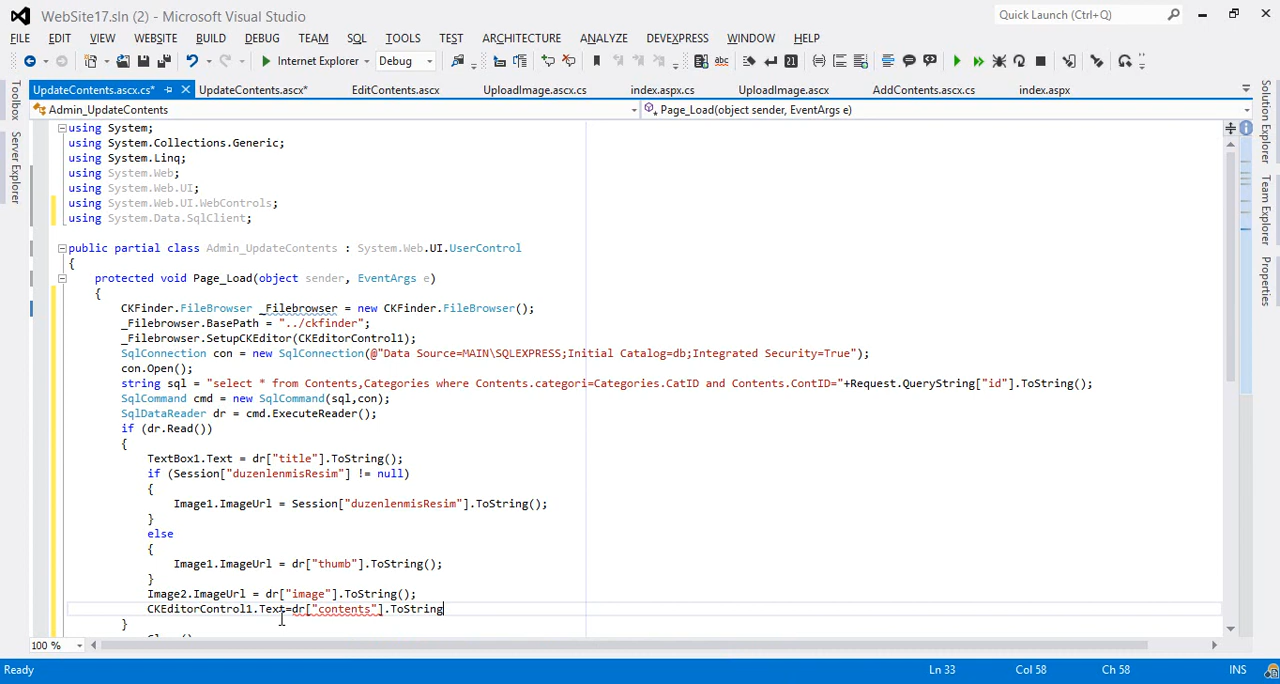 WebSite17.sln (2) - Microsoft Visual Studio
Quick Launch (Ctrl+Q)
FILE EDIT VIEW WEBSITE BUILD DEBUG TEAM SQL TOOLS TEST ARCHITECTURE ANALYZE DEVEXPRESS WINDOW HELP
Internet Explorer Debug
UpdateContents.ascx.cs* UpdateContents.ascx* EditContents.ascx UploadImage.ascx.cs index.aspx.cs UploadImage.ascx AddContents.ascx.cs index.aspx
Admin_UpdateContents Page_Load(object sender, EventArgs e)
Toolbox
Server Explorer
Solution Explorer
Team Explorer
Properties
using System;
using System.Collections.Generic;
using System.Linq;
using System.Web;
using System.Web.UI;
using System.Web.UI.WebControls;
using System.Data.SqlClient;
public partial class Admin_UpdateContents : System.Web.UI.UserControl
{
protected void Page_Load(object sender, EventArgs e)
{
CKFinder.FileBrowser _Filebrowser = new CKFinder.FileBrowser();
_Filebrowser.BasePath = "../ckfinder";
_Filebrowser.SetupCKEditor(CKEditorControl1);
SqlConnection con = new SqlConnection(@"Data Source=MAIN\SQLEXPRESS;Initial Catalog=db;Integrated Security=True");
con.Open();
string sql = "select * from Contents,Categories where Contents.categori=Categories.CatID and Contents.ContID="+Request.QueryString["id"].ToString();
SqlCommand cmd = new SqlCommand(sql,con);
SqlDataReader dr = cmd.ExecuteReader();
if (dr.Read())
{
TextBox1.Text = dr["title"].ToString();
if (Session["duzenlenmisResim"] != null)
{
Image1.ImageUrl = Session["duzenlenmisResim"].ToString();
}
else
{
Image1.ImageUrl = dr["thumb"].ToString();
}
Image2.ImageUrl = dr["image"].ToString();
CKEditorControl1.Text=dr["contents"].ToString
}
100 %
Ready Ln 33 Col 58 Ch 58 INS